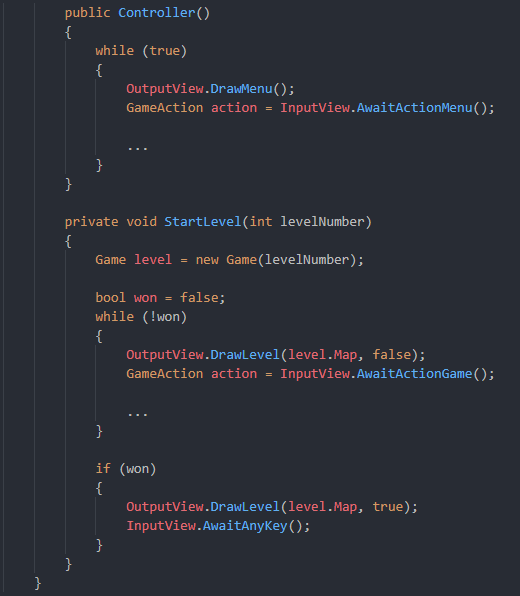 public Controller()
{
while (true)
{
OutputView.DrawMenu();
GameAction action = InputView.AwaitActionMenu();
...
}
}
private void StartLevel(int levelNumber)
{
Game level = new Game(levelNumber);
bool won = false;
while (!won)
{
OutputView.DrawLevel(level.Map, false);
GameAction action = InputView.AwaitActionGame();
...
}
if (won)
{
OutputView.DrawLevel(level.Map, true);
InputView.AwaitAnyKey();
}
}
}